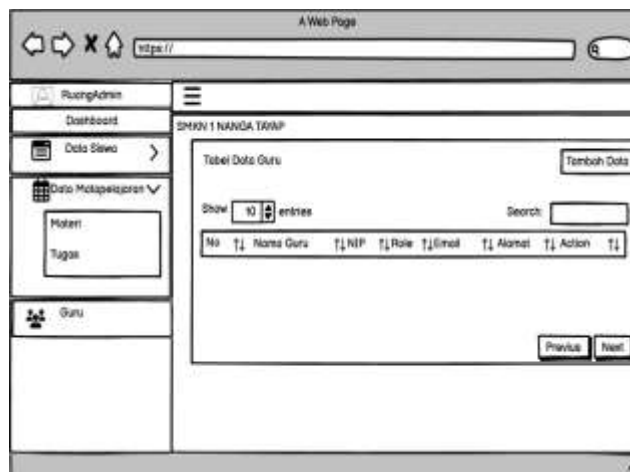 A Web Page
https://
RuangAdmin
Dashboard
SMKN 1 NANGA TAYAP
Data Siswa
Tabel Data Guru
Tambah Data
Data Matapelajaran
Show 10 entries
Search:
Materi
Tugas
No Nama Guru NIP Role Email Alamat Action
Guru
Previus Next